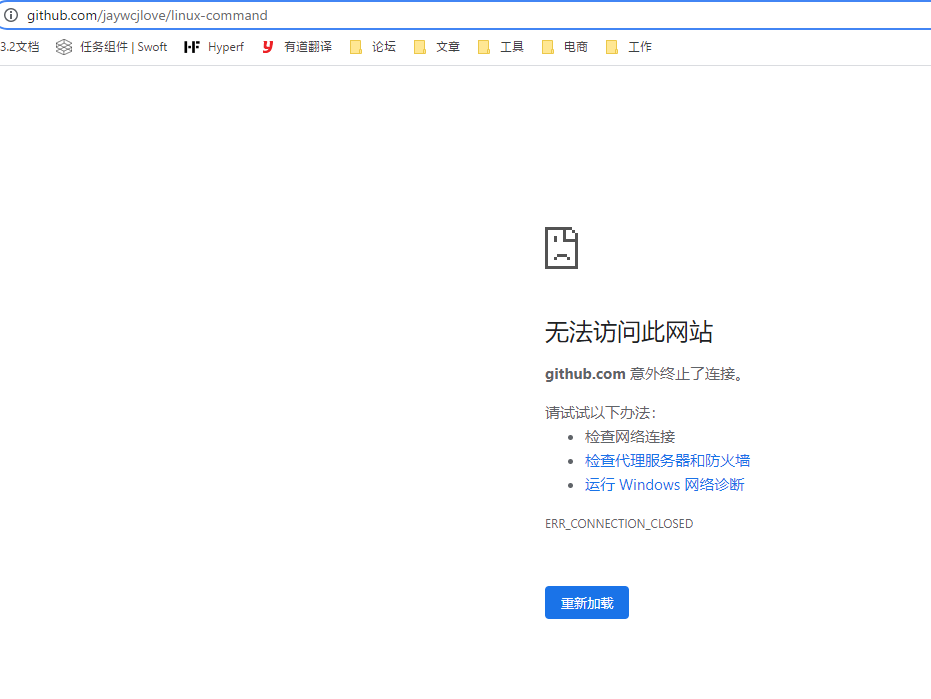 github.com/jaywcjlove/linux-command
3.2文档 任务组件 | Swoft HF Hyperf y 有道翻译 论坛 文章 工具 电商 工作
无法访问此网站
github.com 意外终止了连接。
请试试以下办法：
• 检查网络连接
• 检查代理服务器和防火墙
• 运行 Windows 网络诊断
ERR_CONNECTION_CLOSED
重新加载